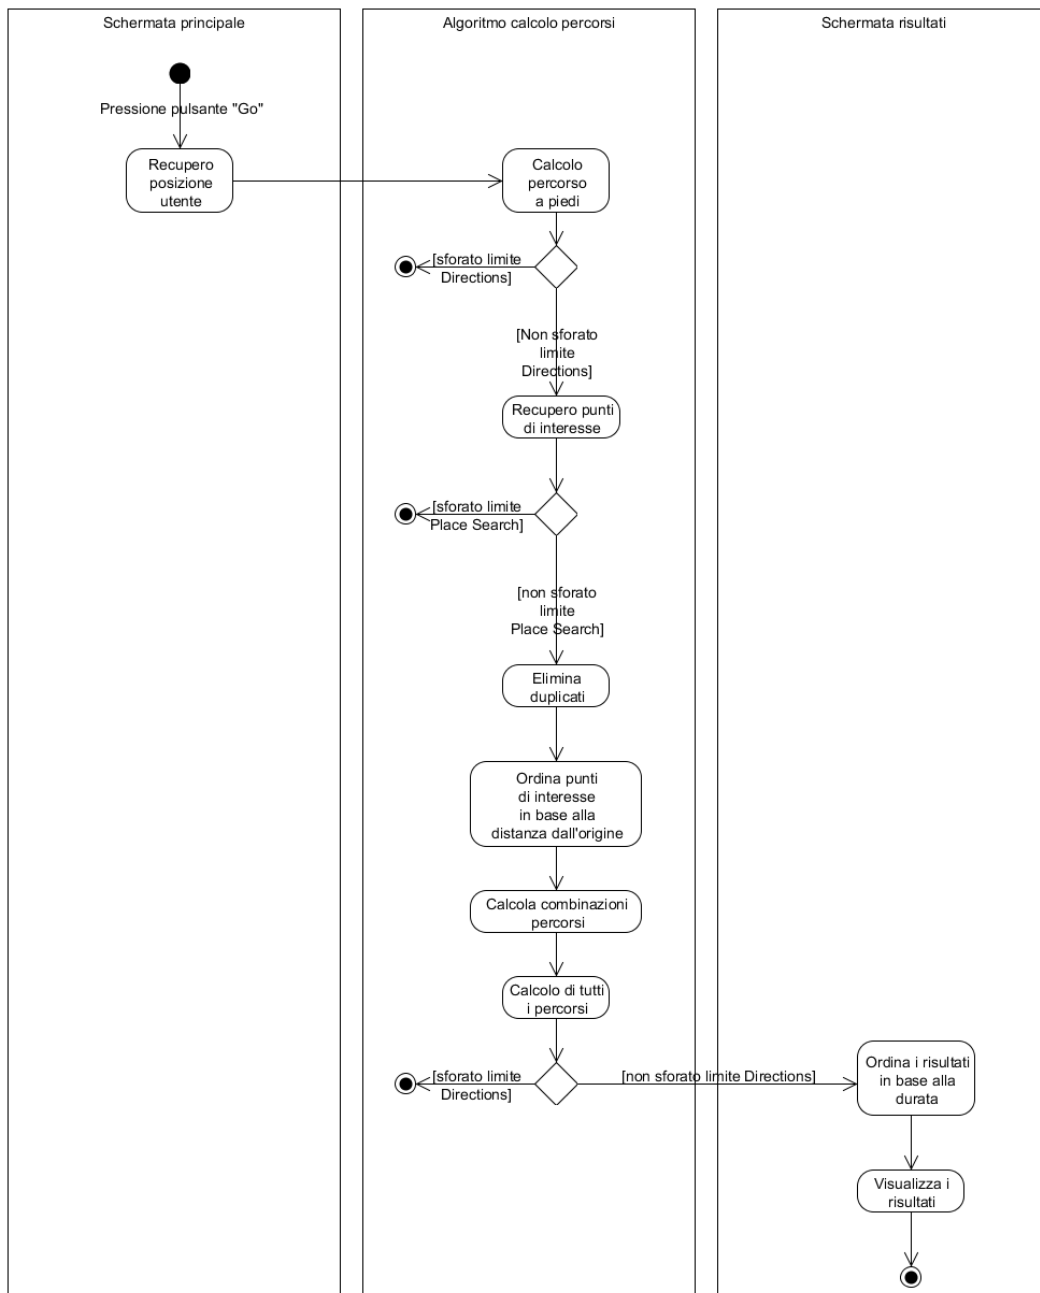 Schermata principale
Algoritmo calcolo percorsi
Schermata risultati
Pressione pulsante "Go"
Recupero
posizione
utente
Calcolo
percorso
a piedi
[sforato limite
Directions]
[Non sforato
limite
Directions]
Recupero punti
di interesse
[sforato limite
Place Search]
[non sforato
limite
Place Search]
Elimina
duplicati
Ordina punti
di interesse
in base alla
distanza dall'origine
Calcola combinazioni
percorsi
Calcolo di tutti
i percorsi
[sforato limite
Directions]
[non sforato limite Directions]
Ordina i risultati
in base alla
durata
Visualizza i
risultati